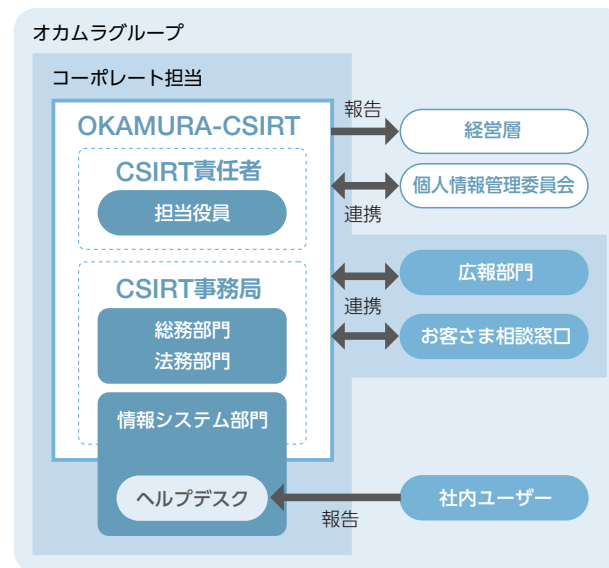 オカムラグループ
コーポレート担当
OKAMURA-CSIRT
CSIRT責任者
担当役員
CSIRT事務局
総務部門
法務部門
情報システム部門
ヘルプデスク
報告
経営層
個人情報管理委員会
連携
広報部門
連携
お客さま相談窓口
社内ユーザー
報告